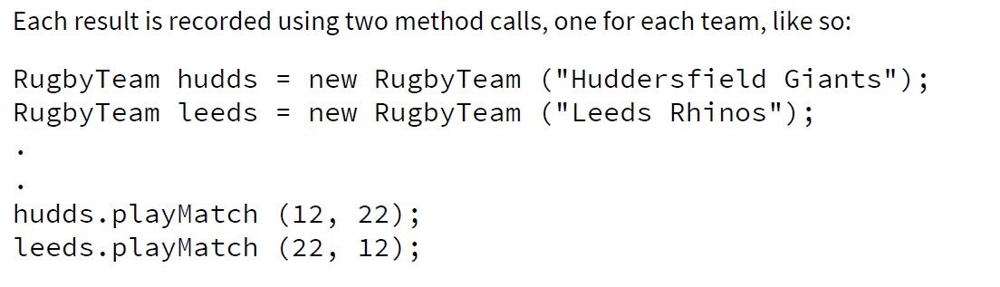 Each result is recorded using two method calls, one for each team, like so:
RugbyTeam hudds = new RugbyTeam ("Huddersfield Giants");
RugbyTeam leeds = new RugbyTeam ("Leeds Rhinos");
.
.
hudds.playMatch (12, 22);
leeds.playMatch (22, 12);